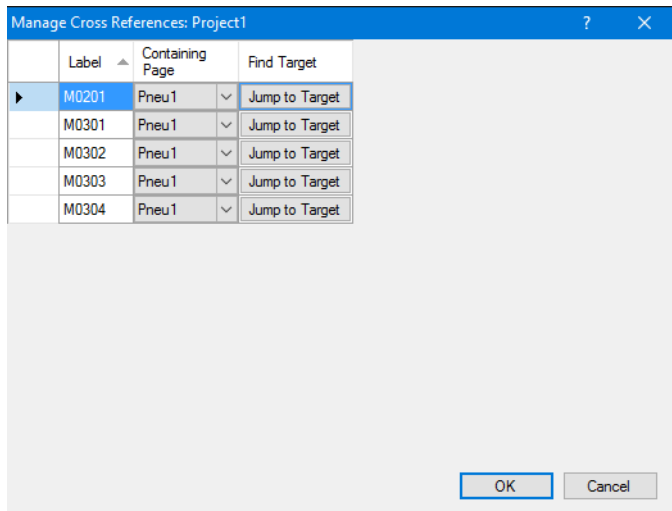 Manage Cross References: Project1 ? ×
Label Containing Page Find Target
M0201 Pneu1 Jump to Target
M0301 Pneu1 Jump to Target
M0302 Pneu1 Jump to Target
M0303 Pneu1 Jump to Target
M0304 Pneu1 Jump to Target
OK Cancel